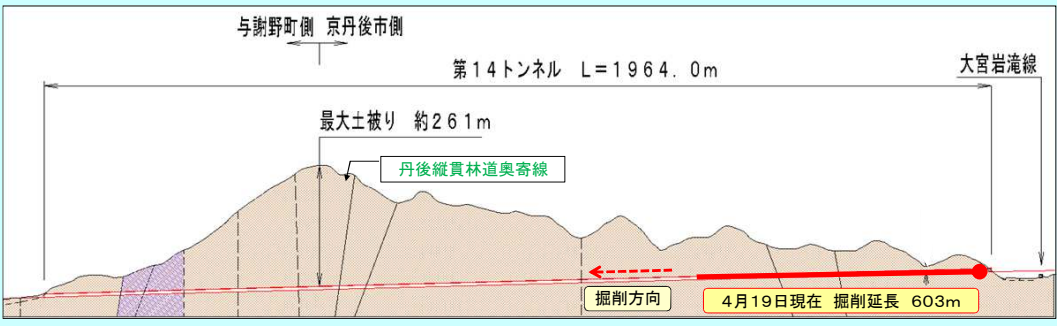 与謝野町側 京丹後市側
第14トンネル L=1964.0m
大宮岩滝線
最大土被り 約261m
丹後縦貫林道奥寄線
掘削方向
4月19日現在 掘削延長 603m